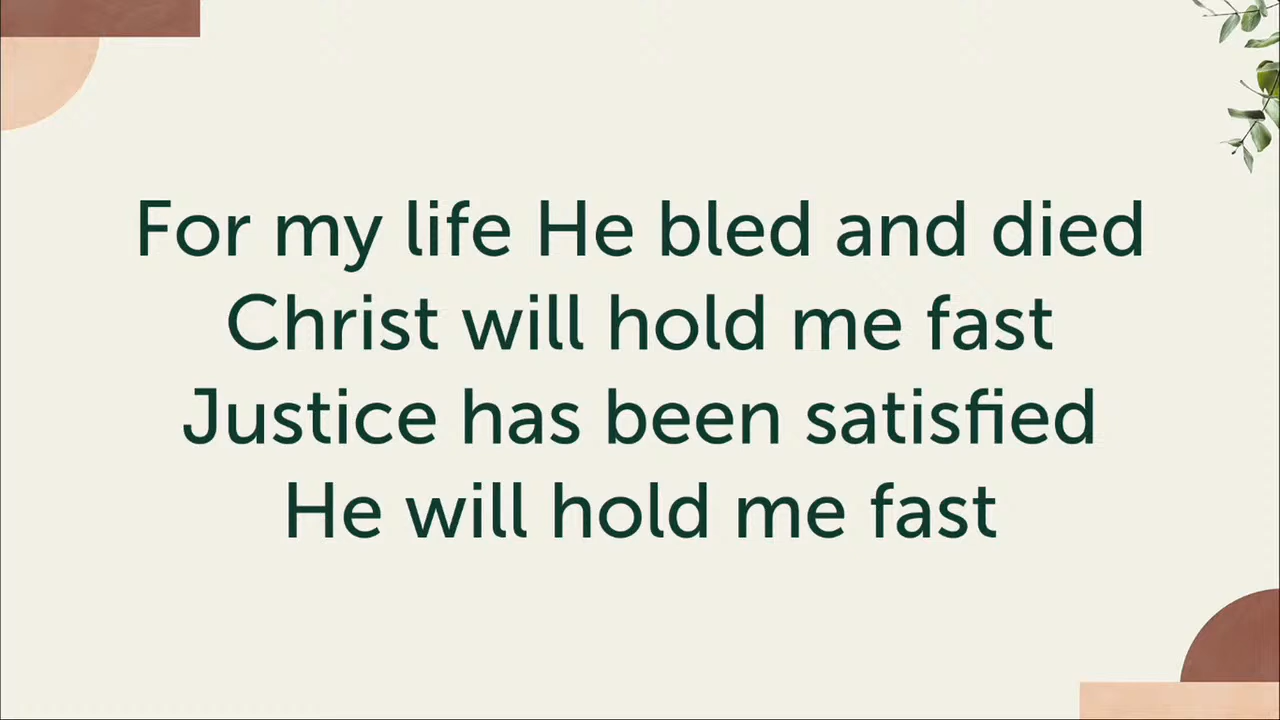 For my life He bled and died
Christ will hold me fast
Justice has been satisfied
He will hold me fast